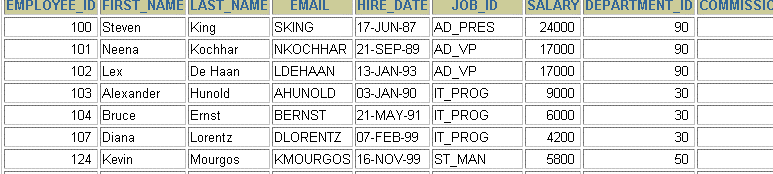 EMPLOYEE_ID FIRST_NAME LAST_NAME EMAIL HIRE_DATE JOB_ID SALARY DEPARTMENT_ID COMMISSIO
100 Steven King SKING 17-JUN-87 AD_PRES 24000 90
101 Neena Kochhar NKOCHHAR 21-SEP-89 AD_VP 17000 90
102 Lex De Haan LDEHAAN 13-JAN-93 AD_VP 17000 90
103 Alexander Hunold AHUNOLD 03-JAN-90 IT_PROG 9000 30
104 Bruce Ernst BERNST 21-MAY-91 IT_PROG 6000 30
107 Diana Lorentz DLORENTZ 07-FEB-99 IT_PROG 4200 30
124 Kevin Mourgos KMOURGOS 16-NOV-99 ST_MAN 5800 50